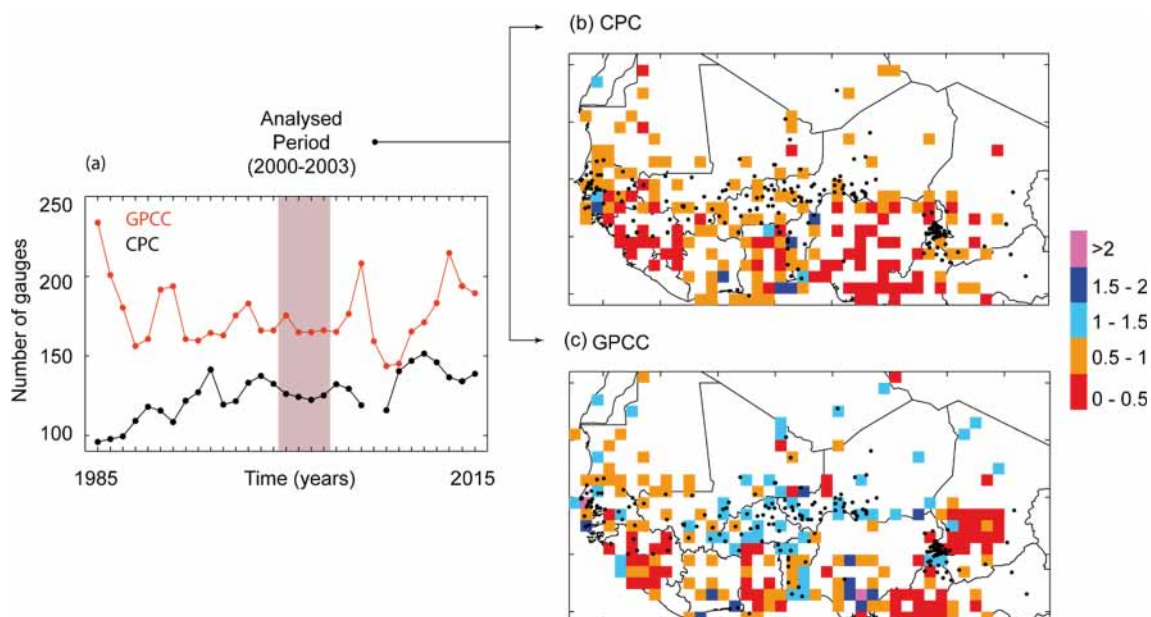 (b) CPC
Analysed
Period
(2000-2003)
(a)
250
200
150
100
Number of gauges
GPCC
CPC
1985
Time (years)
2015
(c) GPCC
>2
1.5 - 2
1 - 1.5
0.5 - 1
0 - 0.5